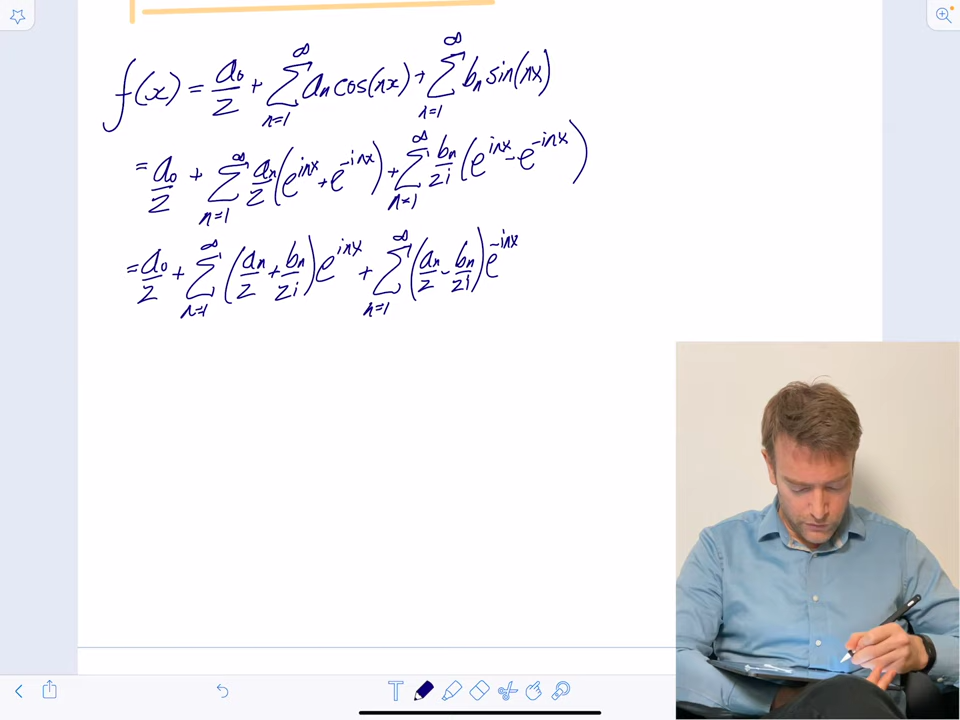 f(x) = a₀/2 + ∑_{n=1}^{∞} aₙ cos(nx) + ∑_{n=1}^{∞} bₙ sin(nx)
= a₀/2 + ∑_{n=1}^{∞} aₙ/2 (e^{inx} + e^{-inx}) + ∑_{n=1}^{∞} bₙ/2i (e^{inx} - e^{-inx})
= a₀/2 + ∑_{n=1}^{∞} (aₙ/2 + bₙ/2i) e^{inx} + ∑_{n=1}^{∞} (aₙ/2 - bₙ/2i) e^{-inx}
T